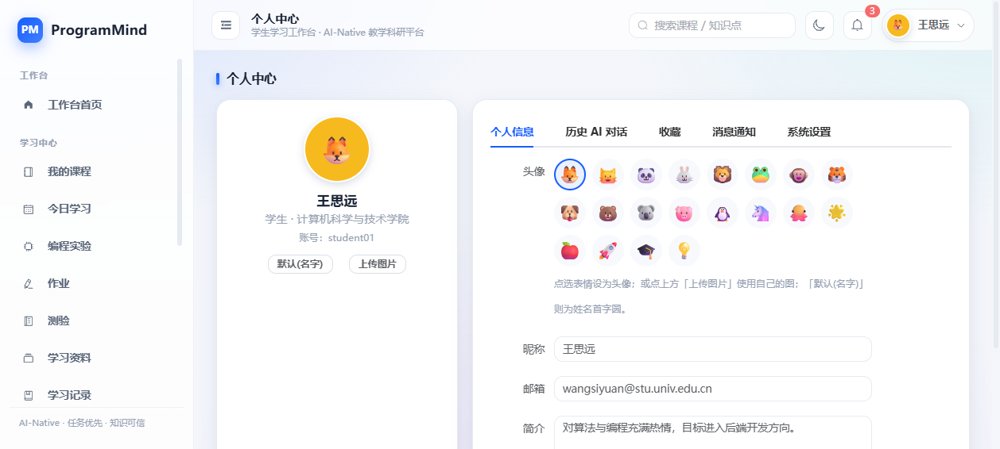 PM ProgramMind
工作台
工作台首页
学习中心
我的课程
今日学习
编程实验
作业
测验
学习资料
学习记录
AI-Native · 任务优先 · 知识可信
个人中心
学生学习工作台 · AI-Native 教学科研平台
搜索课程 / 知识点
3
王思远
个人中心
王思远
学生 · 计算机科学与技术学院
账号：student01
默认(名字)
上传图片
个人信息
历史 AI 对话
收藏
消息通知
系统设置
头像
点选表情设为头像；或点上方「上传图片」使用自己的图；「默认(名字)」
则为姓名首字圆。
昵称
王思远
邮箱
wangsiyuan@stu.univ.edu.cn
简介
对算法与编程充满热情，目标进入后端开发方向。